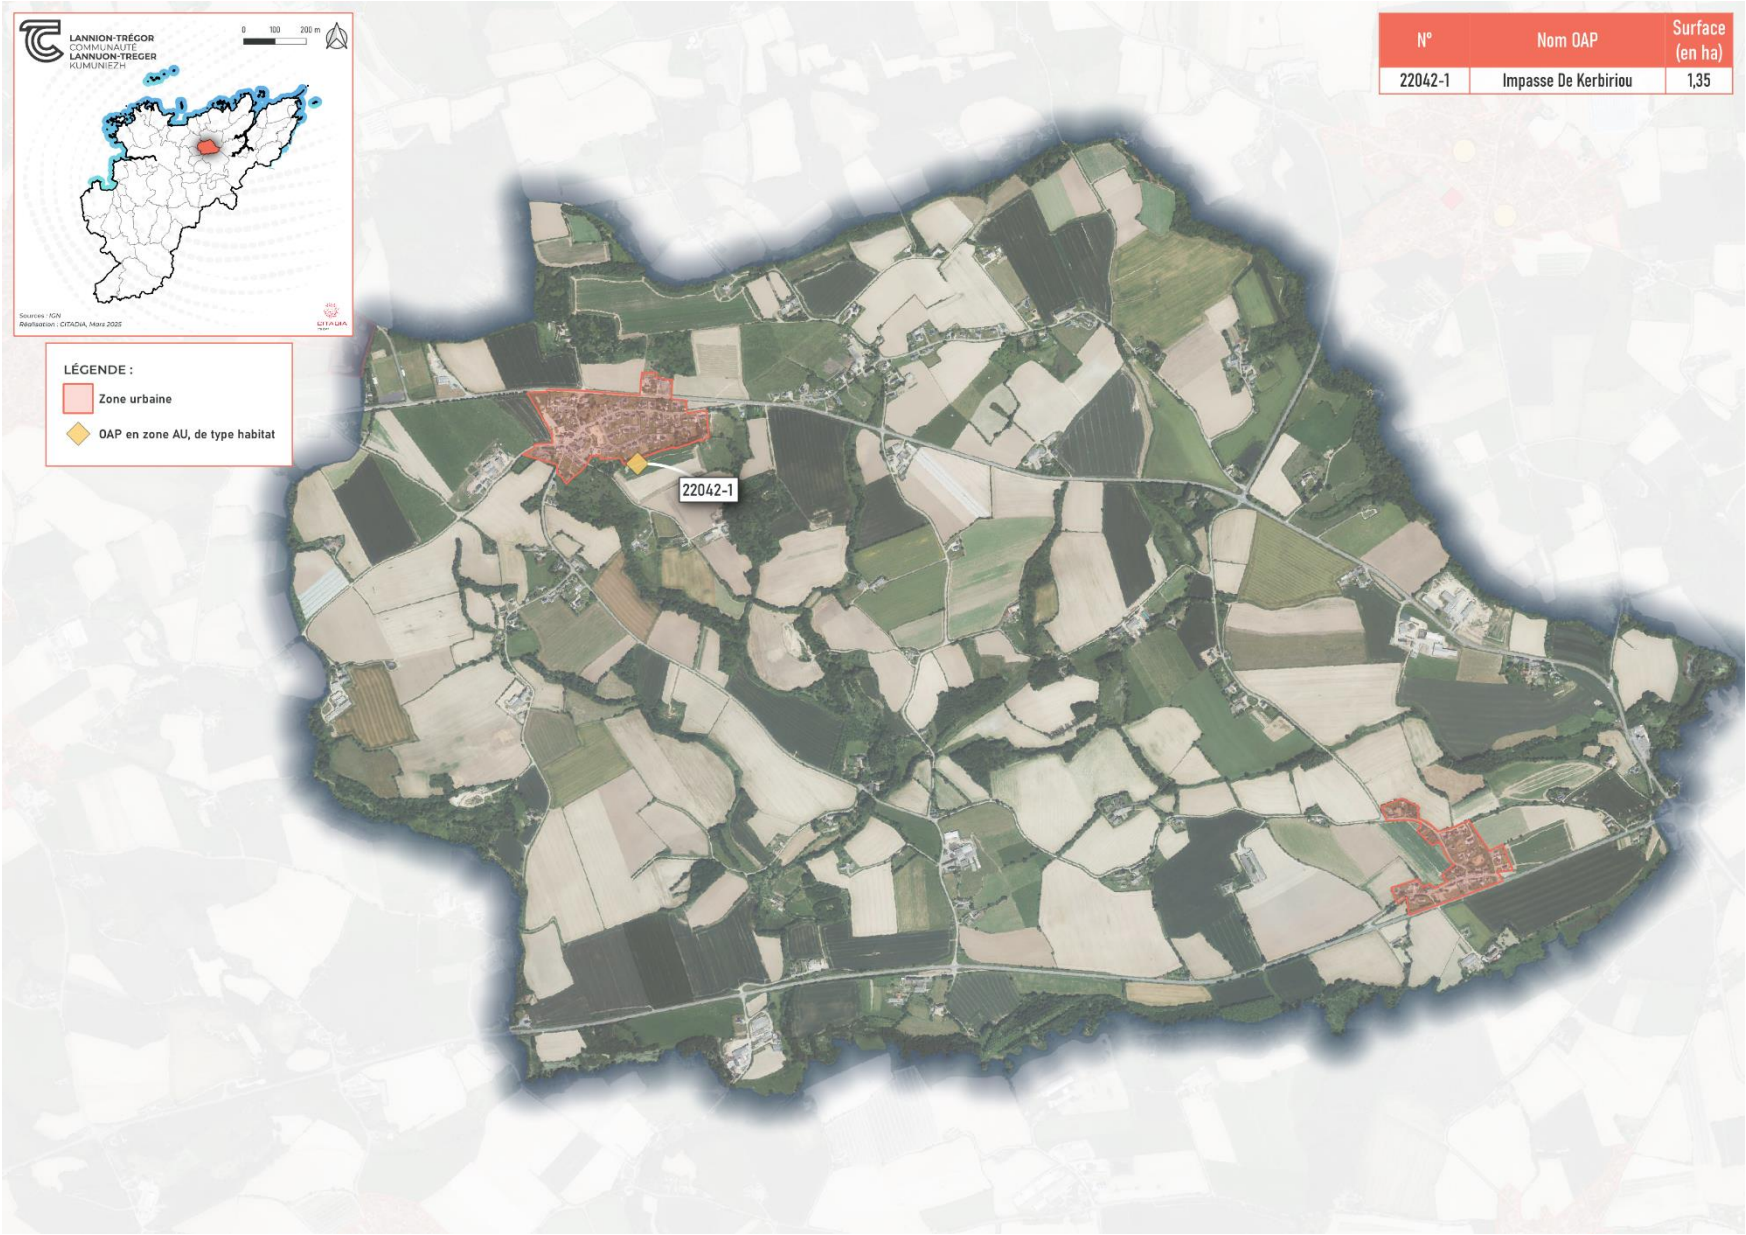 LANNION-TRÉGOR
COMMUNAUTÉ
LANNUON-TREGER
KUMUNIEZH
0 100 200 m
Sources : IGN
Réalisation : CITADIA, Mars 2025
CITADIA
LÉGENDE :
Zone urbaine
OAP en zone AU, de type habitat
N° Nom OAP Surface (en ha)
22042-1 Impasse De Kerbiriou 1,35
22042-1